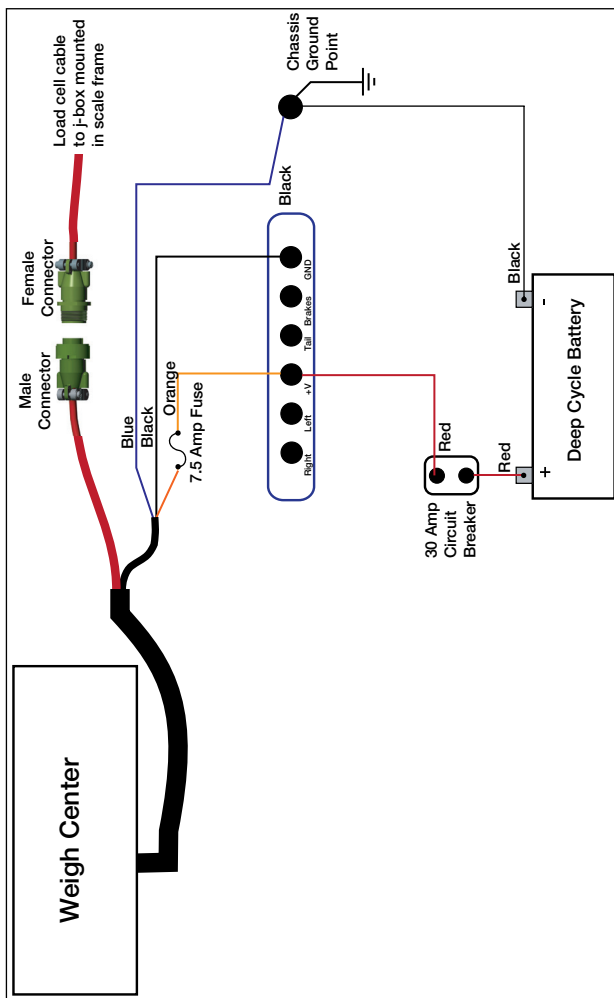 Weigh Center
Male
Connector
Female
Connector
Load cell cable
to j-box mounted
in scale frame
Blue
Black
Orange
7.5 Amp Fuse
Right
Left
+V
Tail
Brakes
GND
Black
Chassis
Ground
Point
30 Amp
Circuit
Breaker
Red
Red
Black
+
-
Deep Cycle Battery